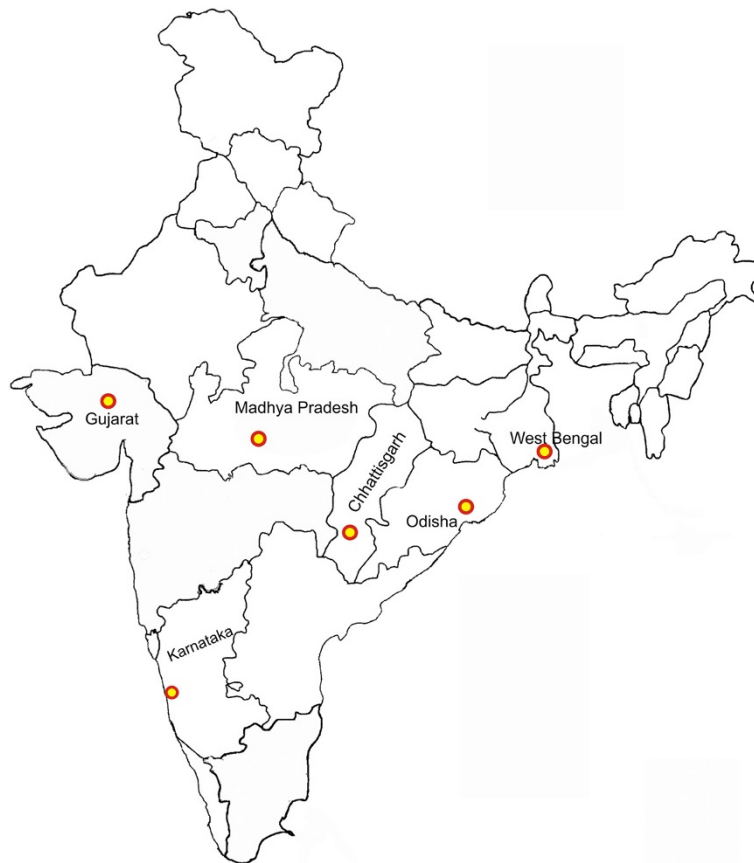 Madhya Pradesh
Gujarat
West Bengal
Chhattisgarh
Odisha
Karnataka